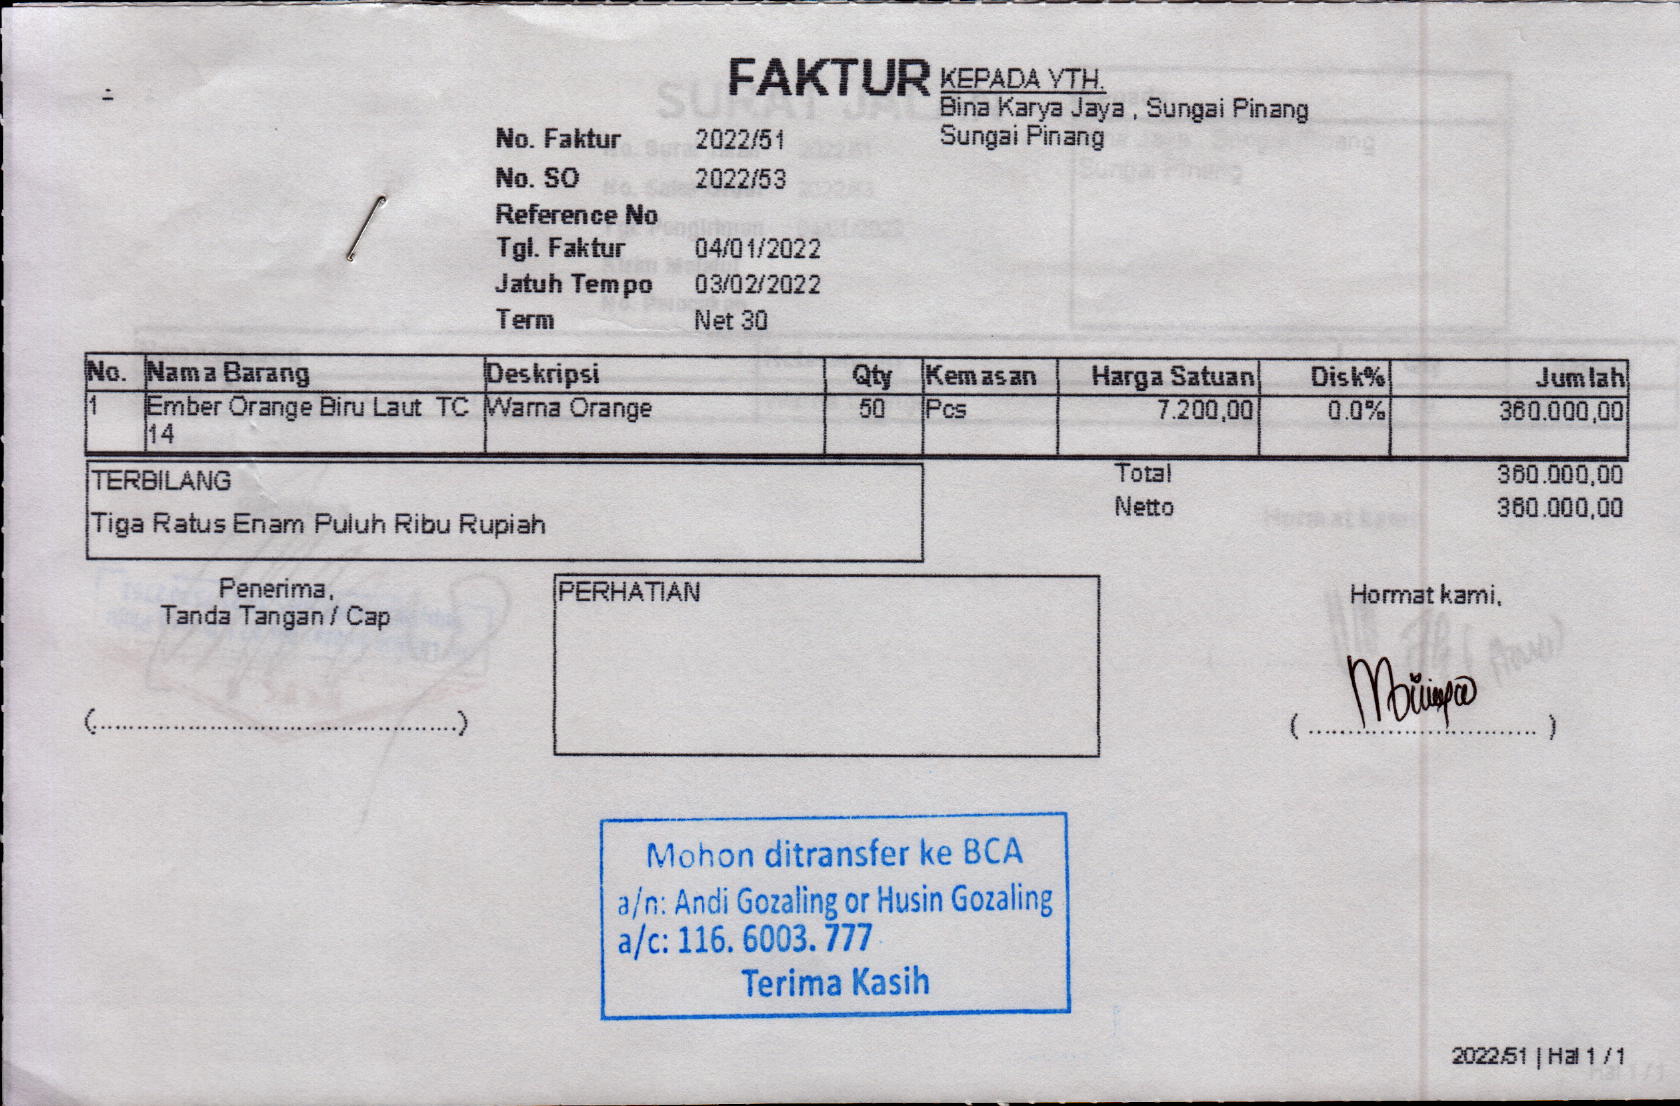 FAKTUR
KEPADA YTH.
Bina Karya Jaya , Sungai Pinang
Sungai Pinang
No. Faktur 2022/51
No. SO 2022/53
Reference No
Tgl. Faktur 04/01/2022
Jatuh Tempo 03/02/2022
Term Net 30
No. Nama Barang Deskripsi Qty Kemasan Harga Satuan Disk% Jumlah
1 Ember Orange Biru Laut TC Warna Orange 50 Pcs 7.200,00 0.0% 360.000,00
14
TERBILANG
Tiga Ratus Enam Puluh Ribu Rupiah
Total 360.000,00
Netto 360.000,00
Penerima,
Tanda Tangan / Cap
(............................................)
PERHATIAN
Hormat kami,
( ............................ )
Mohon ditransfer ke BCA
a/n: Andi Gozaling or Husin Gozaling
a/c: 116. 6003. 777
Terima Kasih
2022/51 | Hal 1 / 1